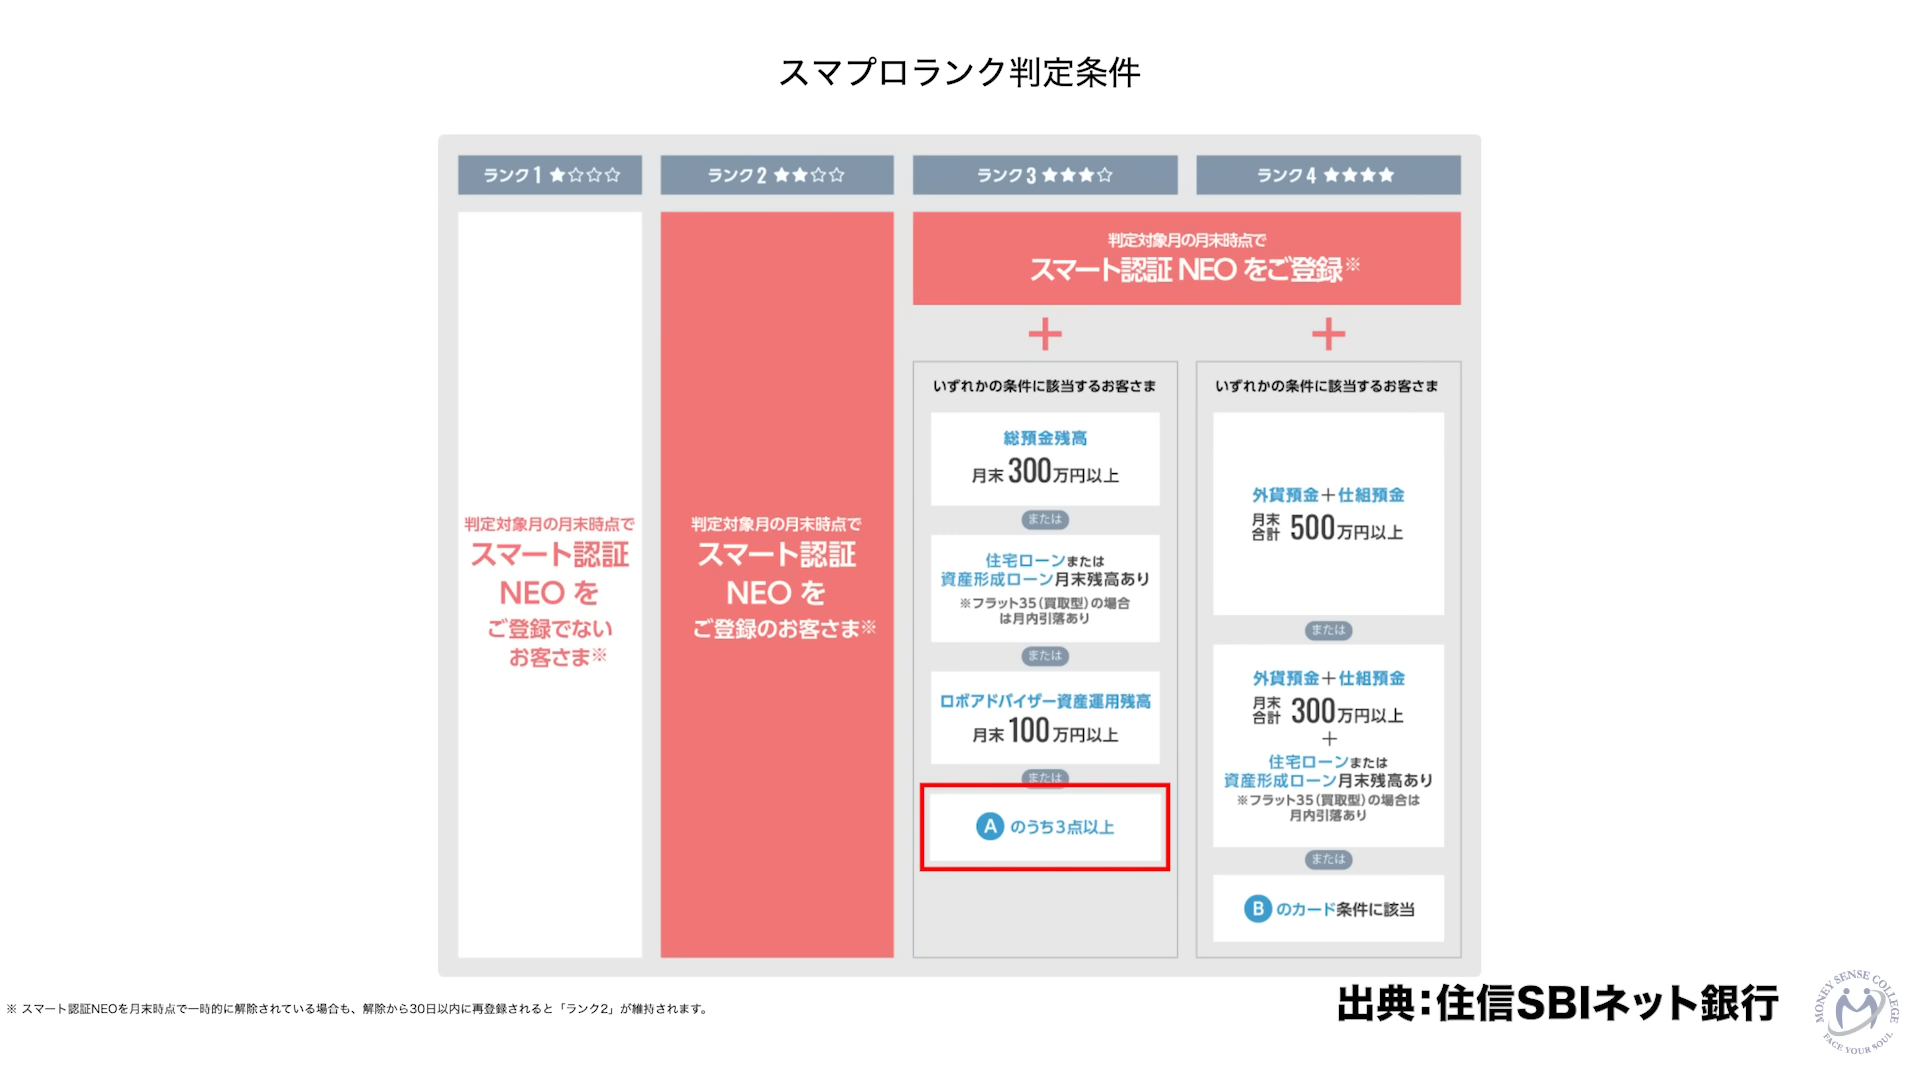 スマプロランク判定条件
ランク1 ★☆☆☆
ランク2 ★★☆☆
ランク3 ★★★☆
ランク4 ★★★★
判定対象月の月末時点で
スマート認証
NEO を
ご登録でない
お客さま※
判定対象月の月末時点で
スマート認証
NEO を
ご登録のお客さま※
判定対象月の月末時点で
スマート認証 NEO をご登録※
+
いずれかの条件に該当するお客さま
総預金残高
月末300万円以上
または
住宅ローンまたは
資産形成ローン月末残高あり
※フラット35（買取型）の場合
は月内引落あり
または
ロボアドバイザー資産運用残高
月末100万円以上
または
A のうち3点以上
+
いずれかの条件に該当するお客さま
外貨預金＋仕組預金
月末合計 500万円以上
または
外貨預金＋仕組預金
月末合計 300万円以上
+
住宅ローンまたは
資産形成ローン月末残高あり
※フラット35（買取型）の場合は
月内引落あり
または
B のカード条件に該当
※ スマート認証NEOを月末時点で一時的に解除されている場合も、解除から30日以内に再登録されると「ランク2」が維持されます。
出典：住信SBIネット銀行
MONEY SENSE COLLEGE
FACE YOUR SOUL